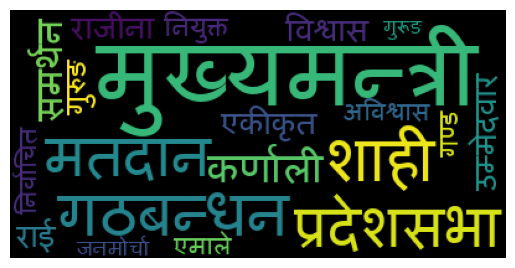 समर्थन
राजीना
नियुक्त
विश्वास
गुरूङ
गुरुङ
मुख्यमन्त्री
एकीकृत
अविश्वास
गण्ड
उम्मेदवार
निर्वाचित
मतदान
कर्णाली
शाही
गठबन्धन
प्रदेशसभा
राई
जनमोर्चा
एमाले